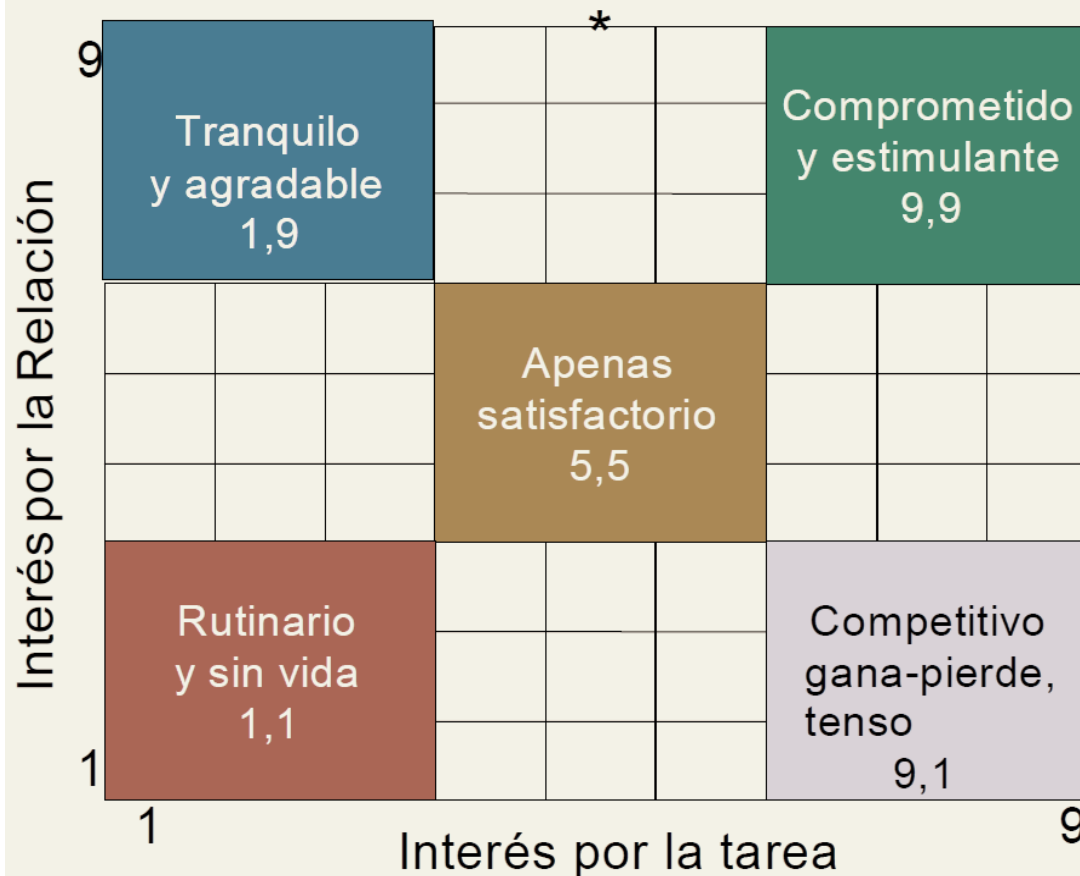 *
9
Tranquilo
y agradable
1,9
Comprometido
y estimulante
9,9
Interés por la Relación
Apenas
satisfactorio
5,5
Rutinario
y sin vida
1,1
Competitivo
gana-pierde,
tenso
9,1
1
1
9
Interés por la tarea